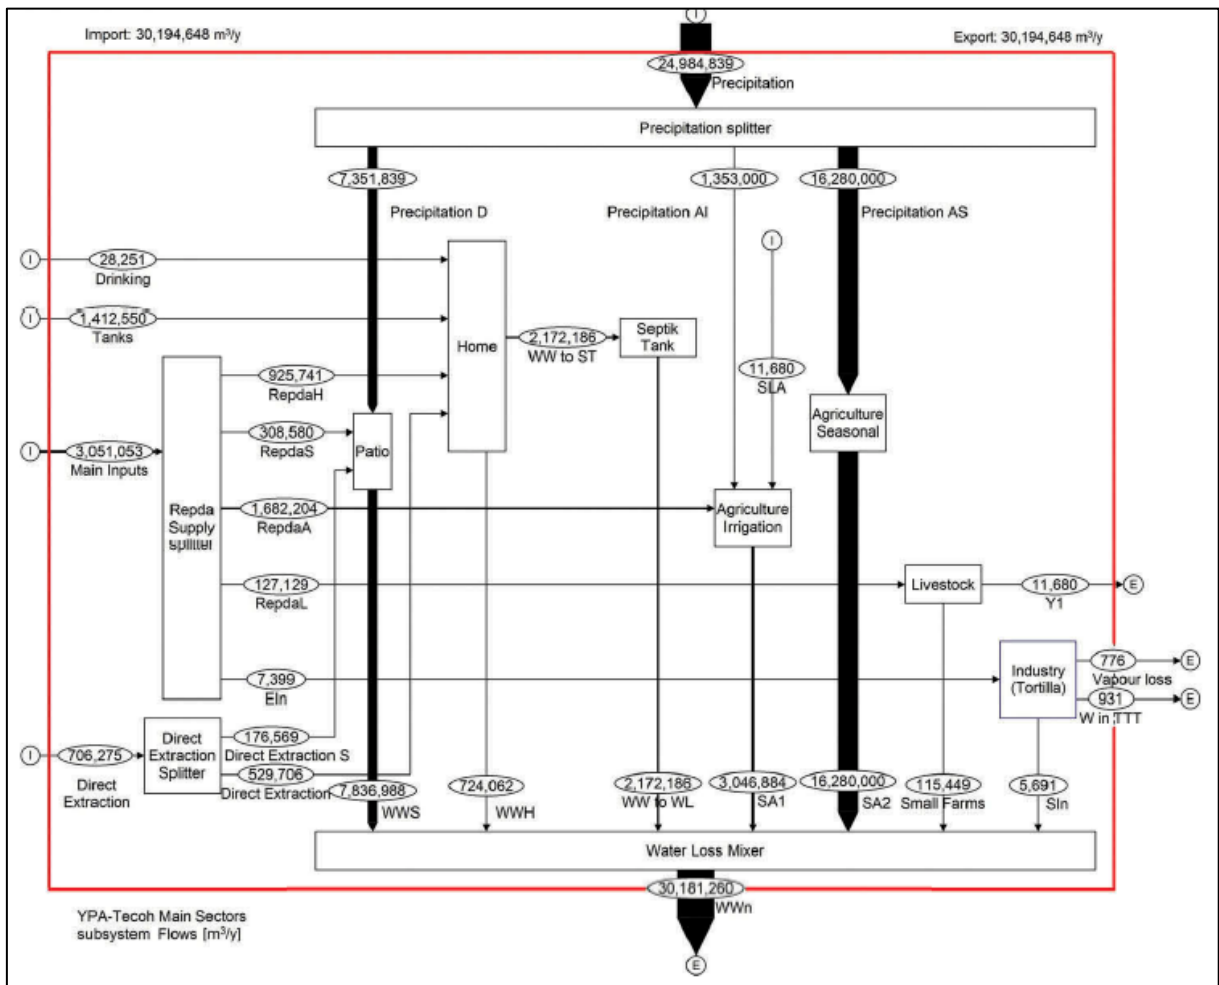 I
Import: 30,194,648 m³/y
Export: 30,194,648 m³/y
24,984,839
Precipitation
Precipitation splitter
7,351,839
1,353,000
16,280,000
Precipitation D
Precipitation AI
Precipitation AS
I
I
28,251
Drinking
I
1,412,550
Tanks
Home
2,172,186
WW to ST
Septik
Tank
11,680
SLA
925,741
RepdaH
308,580
RepdaS
Patio
Agriculture
Seasonal
I
3,051,053
Main Inputs
Repda
Supply
splitter
1,682,204
RepdaA
Agriculture
Irrigation
127,129
RepdaL
Livestock
11,680
Y1
E
7,399
EIn
Industry
(Tortilla)
776
Vapour loss
E
931
W in TTT
E
I
706,275
Direct
Extraction
Direct
Extraction
Splitter
176,569
Direct Extraction S
529,706
Direct Extraction
7,836,988
WWS
724,062
WWH
2,172,186
WW to WL
3,046,884
SA1
16,280,000
SA2
115,449
Small Farms
5,691
SIn
Water Loss Mixer
30,181,260
WWn
YPA-Tecoh Main Sectors
subsystem Flows [m³/y]
E